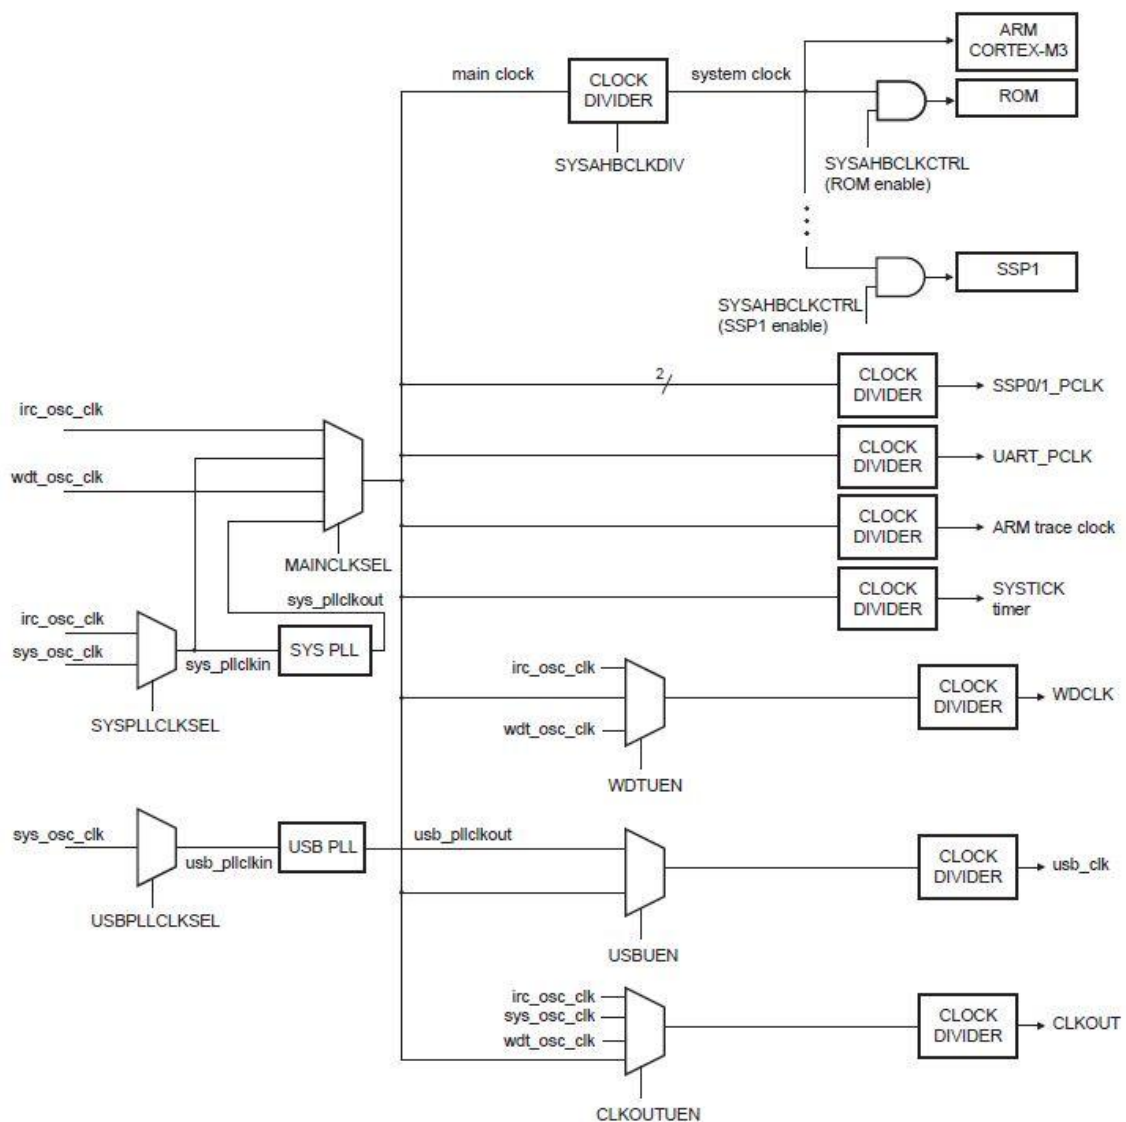 ARM
CORTEX-M3
main clock
CLOCK
DIVIDER
system clock
ROM
SYSAHBCLKDIV
SYSAHBCLKCTRL
(ROM enable)
SSP1
SYSAHBCLKCTRL
(SSP1 enable)
2
CLOCK
DIVIDER
SSP0/1_PCLK
irc_osc_clk
CLOCK
DIVIDER
UART_PCLK
wdt_osc_clk
CLOCK
DIVIDER
ARM trace clock
MAINCLKSEL
sys_pllclkout
CLOCK
DIVIDER
SYSTICK
timer
irc_osc_clk
sys_osc_clk
sys_pllclkin
SYS PLL
SYSPLLCLKSEL
irc_osc_clk
wdt_osc_clk
CLOCK
DIVIDER
WDCLK
WDTUEN
sys_osc_clk
usb_pllclkin
USB PLL
usb_pllclkout
CLOCK
DIVIDER
usb_clk
USBPLLCLKSEL
USBUEN
irc_osc_clk
sys_osc_clk
wdt_osc_clk
CLOCK
DIVIDER
CLKOUT
CLKOUTUEN